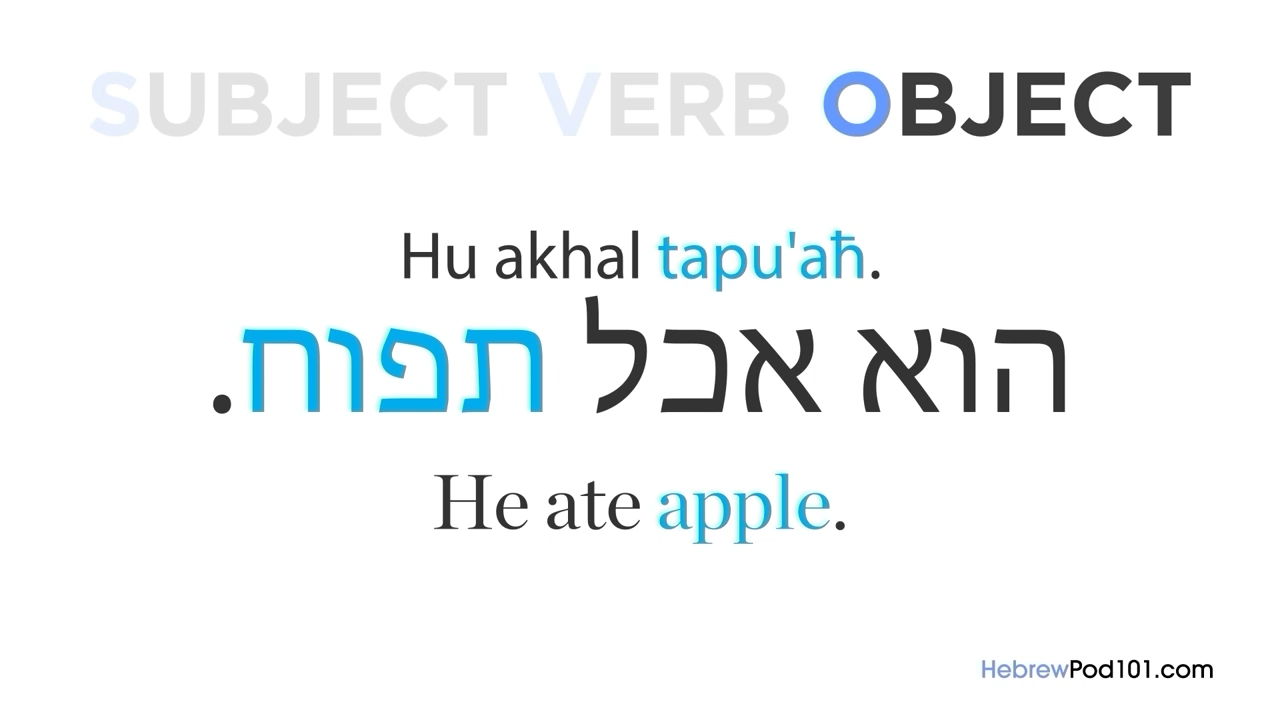 SUBJECT VERB OBJECT
Hu akhal tapu'aħ.
הוא אכל תפוח.
He ate apple.
HebrewPod101.com